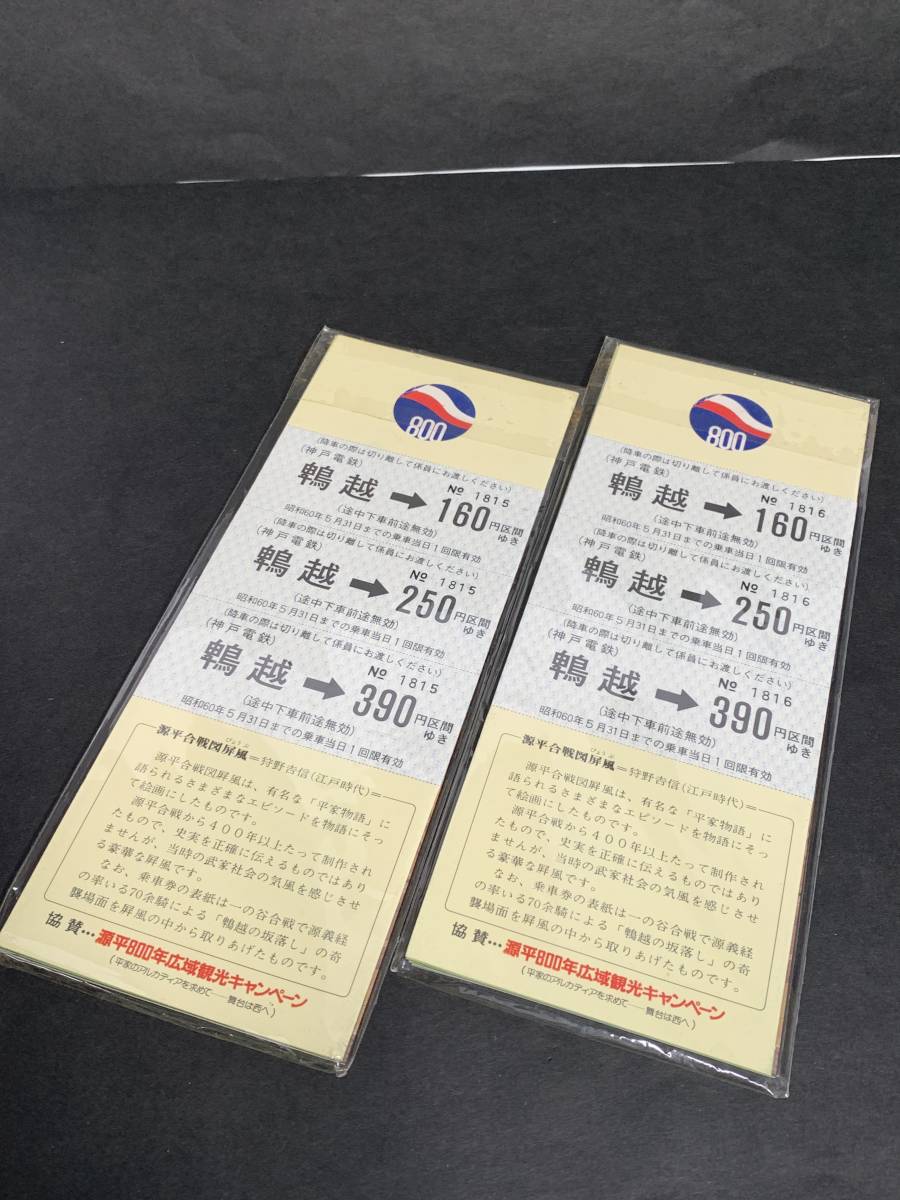 800
(降車の際は切り離して係員にお渡しください)
(神戸電鉄) № 1815
鵯越➡160円区間ゆき
(途中下車前途無効)
昭和60年5月31日までの乗車当日1回限有効
(降車の際は切り離して係員にお渡しください)
(神戸電鉄) № 1815
鵯越➡250円区間ゆき
(途中下車前途無効)
昭和60年5月31日までの乗車当日1回限有効
(降車の際は切り離して係員にお渡しください)
(神戸電鉄) № 1815
鵯越➡390円区間ゆき
(途中下車前途無効)
昭和60年5月31日までの乗車当日1回限有効
びょうぶ
源平合戦図屏風=狩野吉信(江戸時代)=
源平合戦図屏風は、有名な「平家物語」に
語られるさまざまなエピソードを物語にそっ
て絵画にしたものです。
源平合戦から400年以上たって制作され
たもので、史実を正確に伝えるものではあり
ませんが、当時の武家社会の気風を感じさせ
る豪華な屏風です。
なお、乗車券の表紙は一の谷合戦で源義経
の率いる70余騎による「鵯越の坂落し」の奇
襲場面を屏風の中から取りあげたものです。
協賛…源平800年広域観光キャンペーン
(平家のアルカディアを求めて──舞台は西へ)
800
(降車の際は切り離して係員にお渡しください)
(神戸電鉄) № 1816
鵯越➡160円区間ゆき
(途中下車前途無効)
昭和60年5月31日までの乗車当日1回限有効
(降車の際は切り離して係員にお渡しください)
(神戸電鉄) № 1816
鵯越➡250円区間ゆき
(途中下車前途無効)
昭和60年5月31日までの乗車当日1回限有効
(降車の際は切り離して係員にお渡しください)
(神戸電鉄) № 1816
鵯越➡390円区間ゆき
(途中下車前途無効)
昭和60年5月31日までの乗車当日1回限有効
びょうぶ
源平合戦図屏風=狩野吉信(江戸時代)=
源平合戦図屏風は、有名な「平家物語」に
語られるさまざまなエピソードを物語にそっ
て絵画にしたものです。
源平合戦から400年以上たって制作され
たもので、史実を正確に伝えるものではあり
ませんが、当時の武家社会の気風を感じさせ
る豪華な屏風です。
なお、乗車券の表紙は一の谷合戦で源義経
の率いる70余騎による「鵯越の坂落し」の奇
襲場面を屏風の中から取りあげたものです。
協賛…源平800年広域観光キャンペーン
(平家のアルカディアを求めて──舞台は西へ)